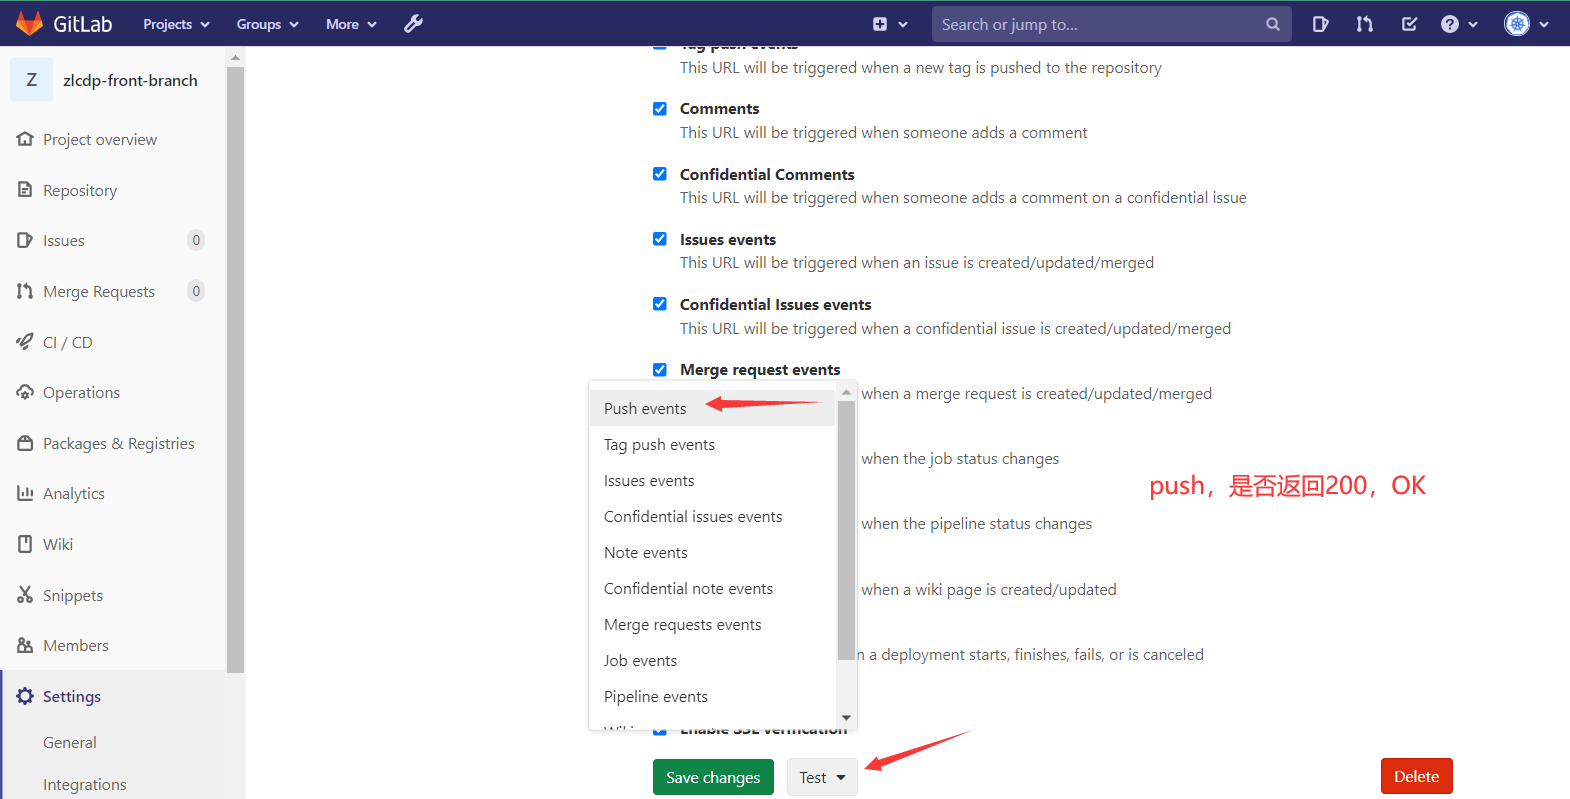 GitLab
Projects
Groups
More
Search or jump to...
Z
zlcdp-front-branch
Project overview
Repository
Issues
0
Merge Requests
0
CI / CD
Operations
Packages & Registries
Analytics
Wiki
Snippets
Members
Settings
General
Integrations
Tag push events
This URL will be triggered when a new tag is pushed to the repository
Comments
This URL will be triggered when someone adds a comment
Confidential Comments
This URL will be triggered when someone adds a comment on a confidential issue
Issues events
This URL will be triggered when an issue is created/updated/merged
Confidential Issues events
This URL will be triggered when a confidential issue is created/updated/merged
Merge request events
when a merge request is created/updated/merged
when the job status changes
when the pipeline status changes
when a wiki page is created/updated
n a deployment starts, finishes, fails, or is canceled
Push events
Tag push events
Issues events
Confidential issues events
Note events
Confidential note events
Merge requests events
Job events
Pipeline events
Wiki
push，是否返回200，OK
Enable SSL verification
Save changes
Test
Delete